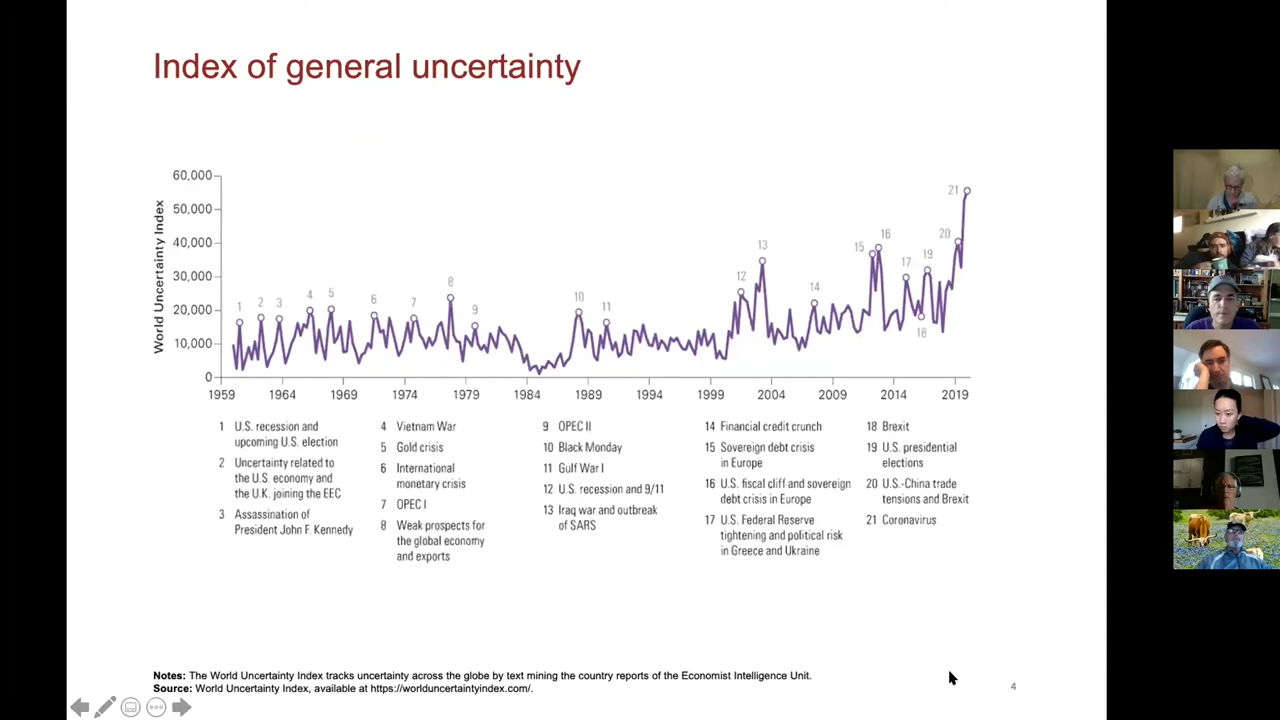 Index of general uncertainty
World Uncertainty Index
60,000
50,000
40,000
30,000
20,000
10,000
0
1
2
3
4
5
6
7
8
9
10
11
12
13
14
15
16
17
18
19
20
21
1959
1964
1969
1974
1979
1984
1989
1994
1999
2004
2009
2014
2019
1 U.S. recession and
upcoming U.S. election
2 Uncertainty related to
the U.S. economy and
the U.K. joining the EEC
3 Assassination of
President John F. Kennedy
4 Vietnam War
5 Gold crisis
6 International
monetary crisis
7 OPEC I
8 Weak prospects for
the global economy
and exports
9 OPEC II
10 Black Monday
11 Gulf War I
12 U.S. recession and 9/11
13 Iraq war and outbreak
of SARS
14 Financial credit crunch
15 Sovereign debt crisis
in Europe
16 U.S. fiscal cliff and sovereign
debt crisis in Europe
17 U.S. Federal Reserve
tightening and political risk
in Greece and Ukraine
18 Brexit
19 U.S. presidential
elections
20 U.S.-China trade
tensions and Brexit
21 Coronavirus
Notes: The World Uncertainty Index tracks uncertainty across the globe by text mining the country reports of the Economist Intelligence Unit.
Source: World Uncertainty Index, available at https://worlduncertaintyindex.com/.
4